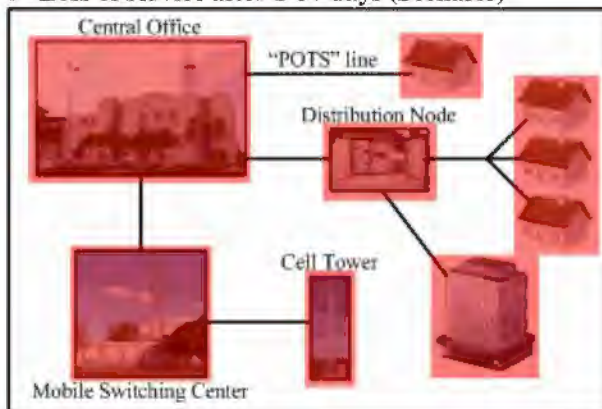 Central Office
"POTS" line
Distribution Node
Cell Tower
Mobile Switching Center